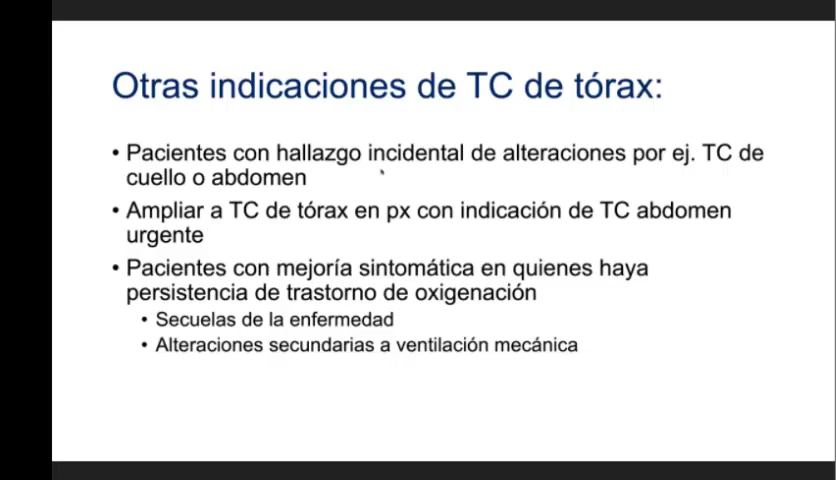 Otras indicaciones de TC de tórax:
• Pacientes con hallazgo incidental de alteraciones por ej. TC de
cuello o abdomen
• Ampliar a TC de tórax en px con indicación de TC abdomen
urgente
• Pacientes con mejoría sintomática en quienes haya
persistencia de trastorno de oxigenación
• Secuelas de la enfermedad
• Alteraciones secundarias a ventilación mecánica